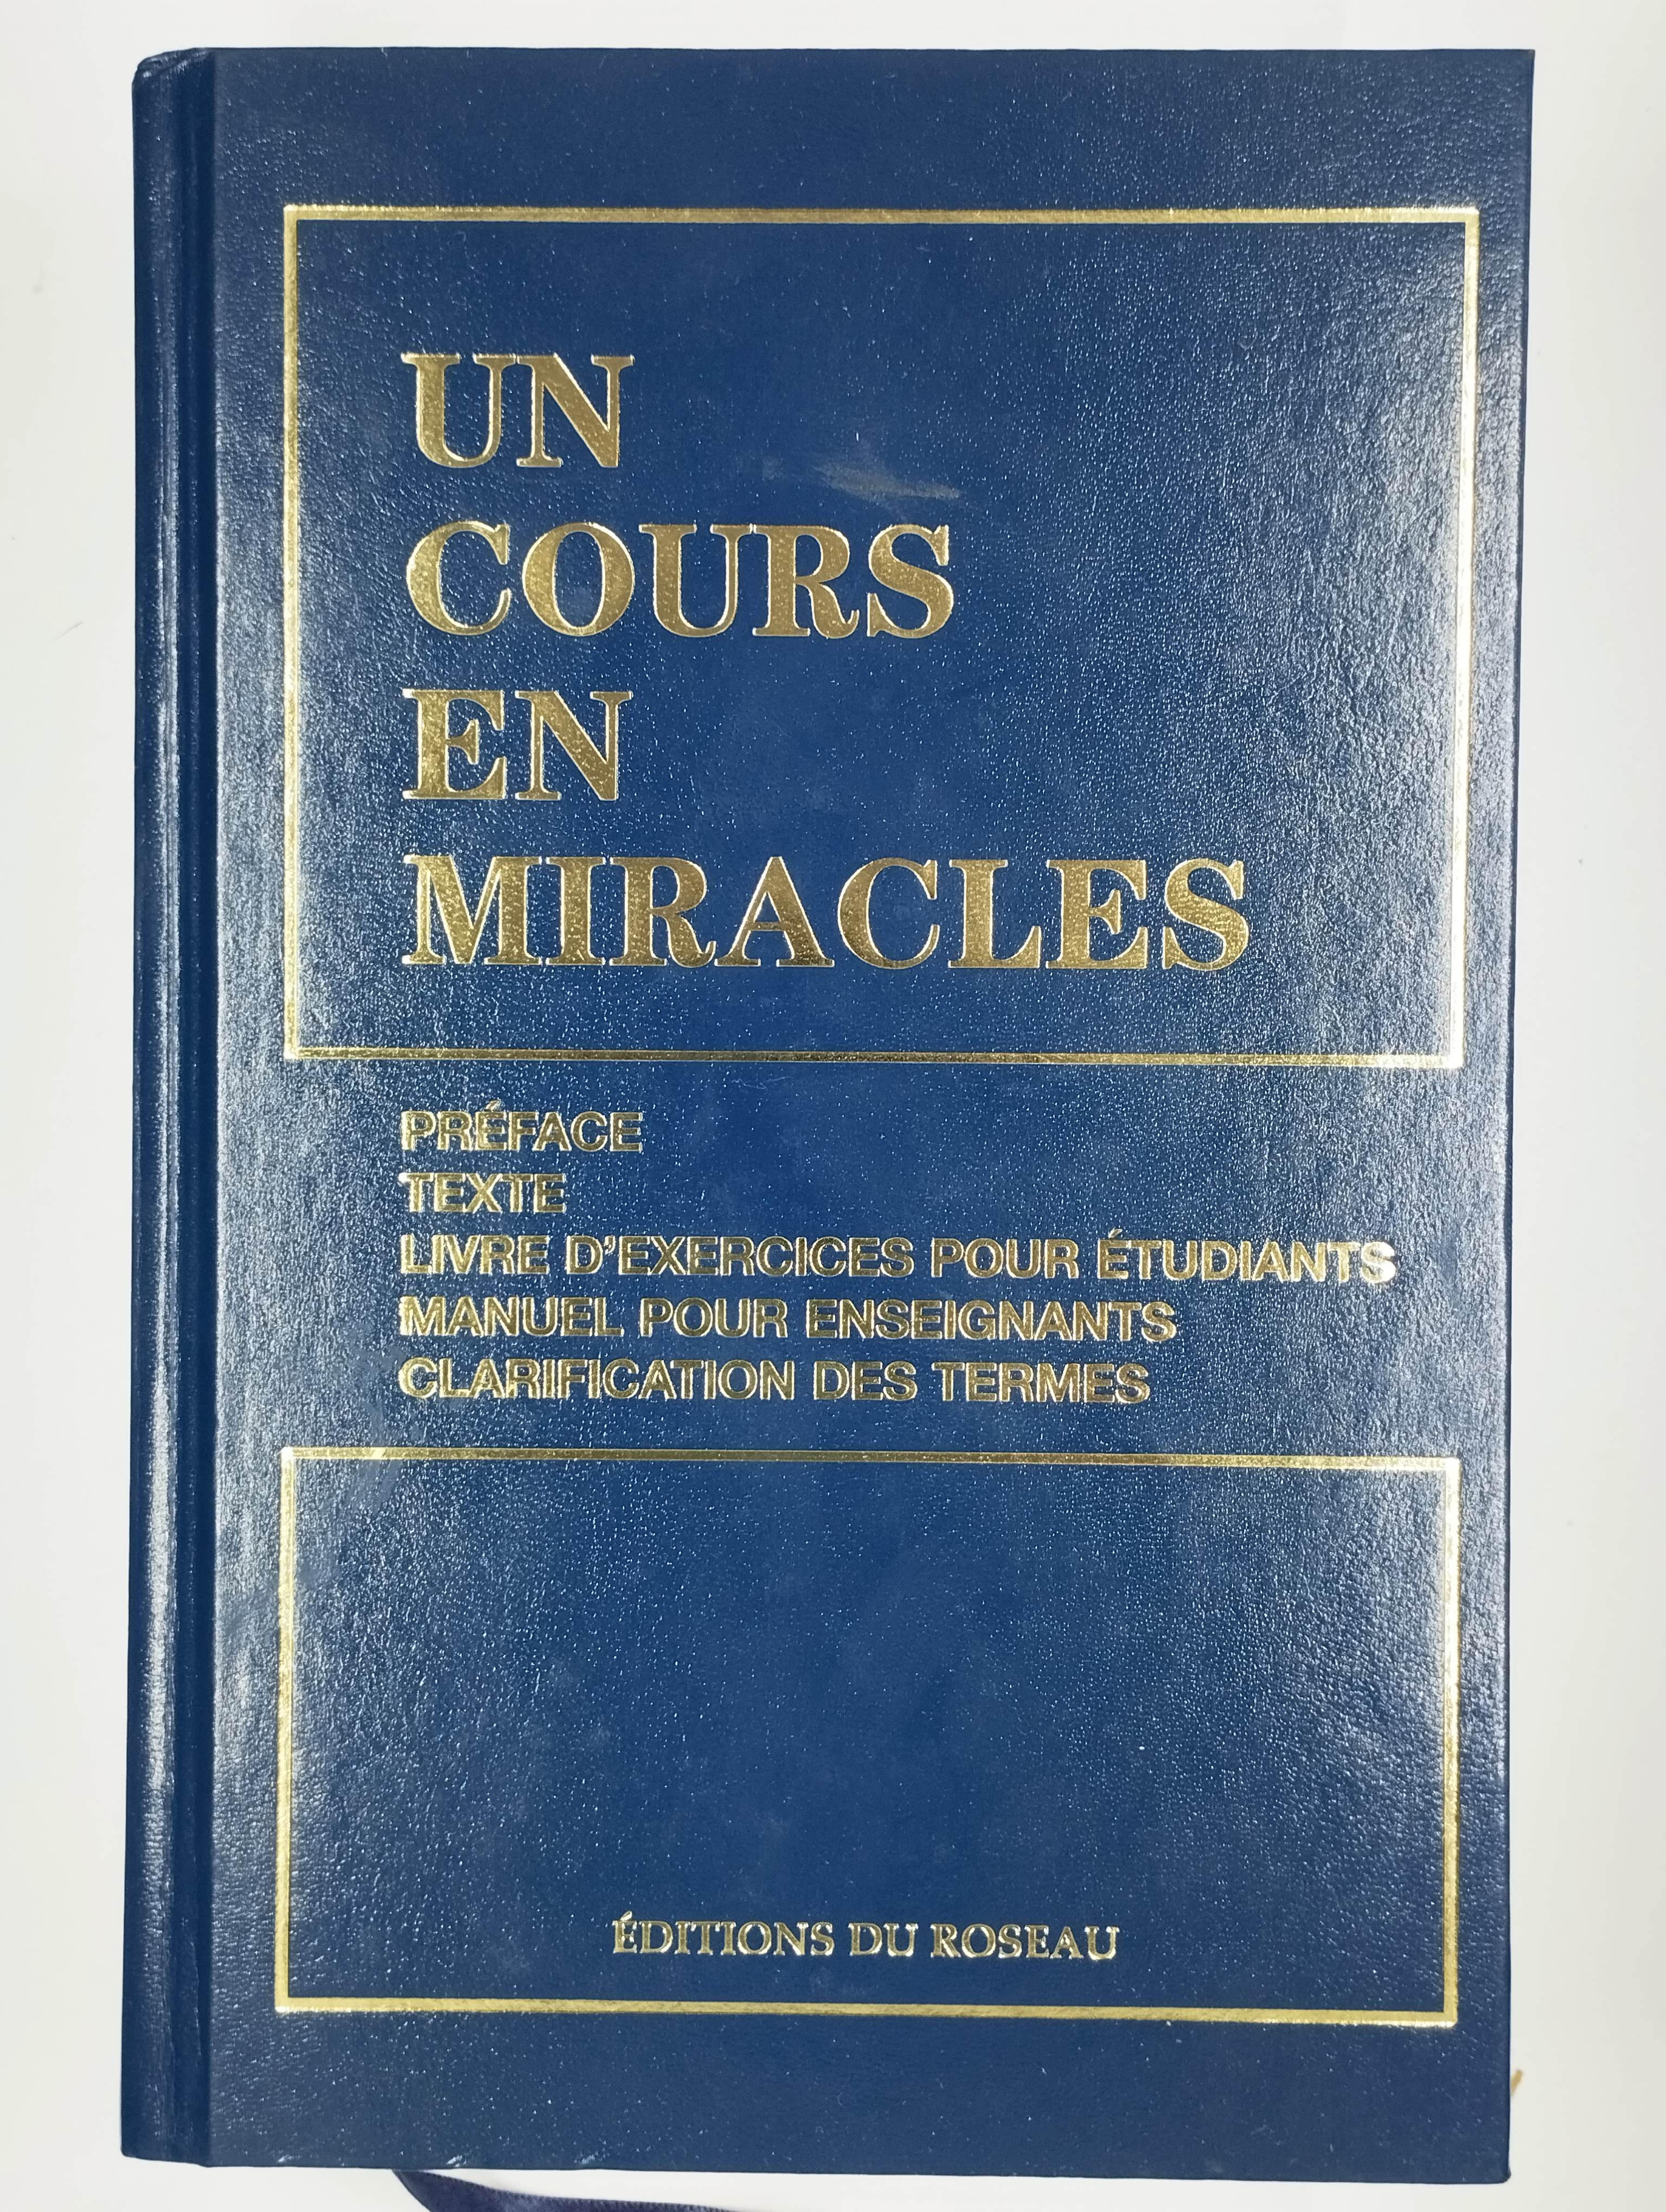 UN
COURS
EN
MIRACLES
PRÉFACE
TEXTE
LIVRE D'EXERCICES POUR ÉTUDIANTS
MANUEL POUR ENSEIGNANTS
CLARIFICATION DES TERMES
ÉDITIONS DU ROSEAU